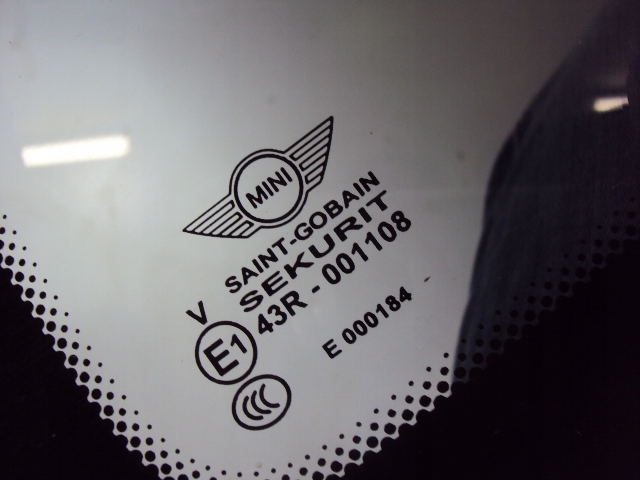 MINI
SAINT-GOBAIN
SEKURIT
43R - 001108
V
E1
E 000184
CCC